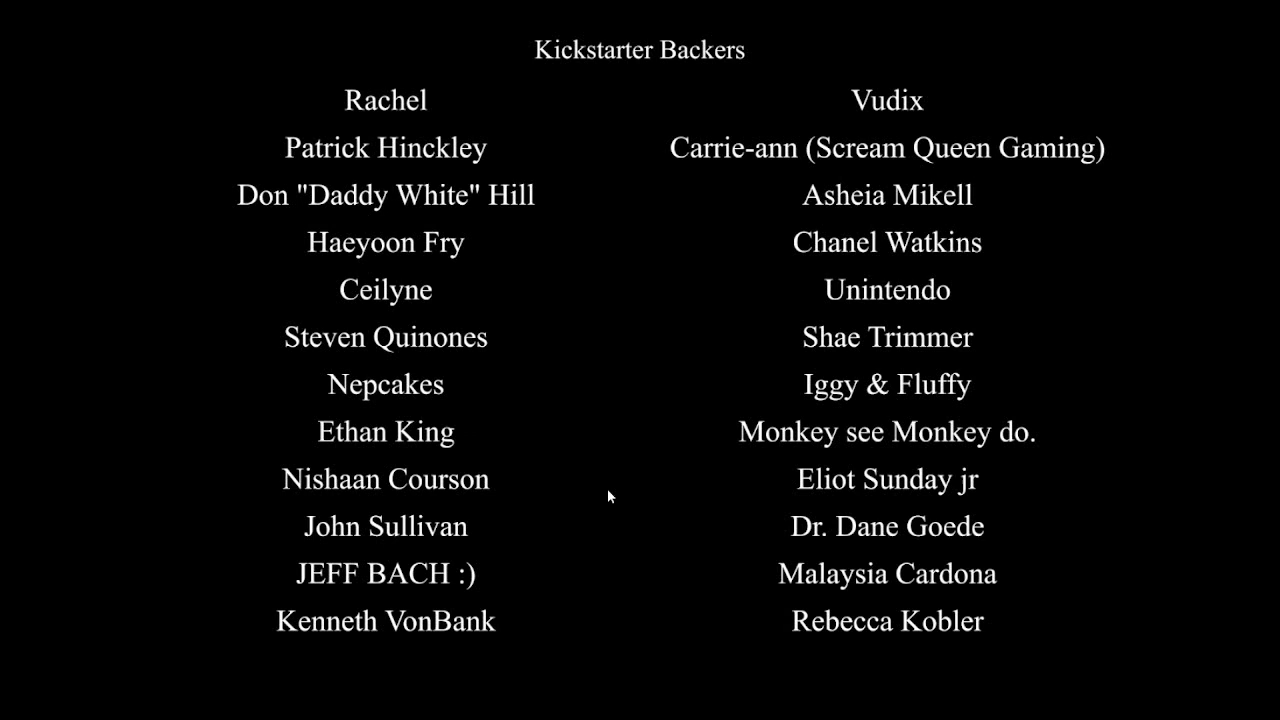 Kickstarter Backers
Rachel
Vudix
Patrick Hinckley
Carrie-ann (Scream Queen Gaming)
Don "Daddy White" Hill
Asheia Mikell
Haeyoon Fry
Chanel Watkins
Ceilyne
Unintendo
Steven Quinones
Shae Trimmer
Nepcakes
Iggy & Fluffy
Ethan King
Monkey see Monkey do.
Nishaan Courson
Eliot Sunday jr
John Sullivan
Dr. Dane Goede
JEFF BACH :)
Malaysia Cardona
Kenneth VonBank
Rebecca Kobler